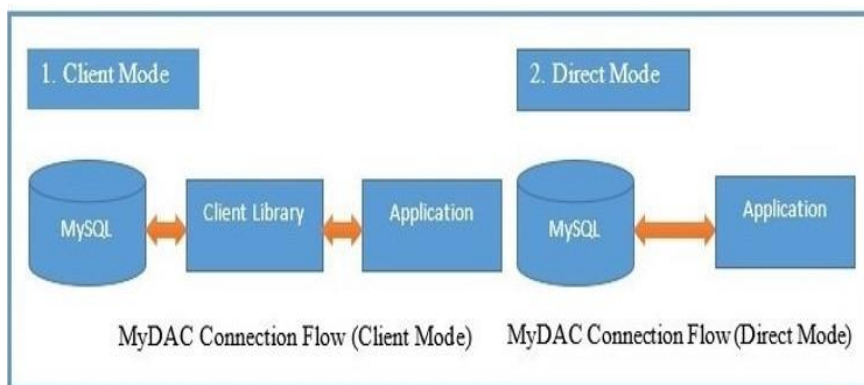 1. Client Mode
MySQL
Client Library
Application
MyDAC Connection Flow (Client Mode)
2. Direct Mode
MySQL
Application
MyDAC Connection Flow (Direct Mode)